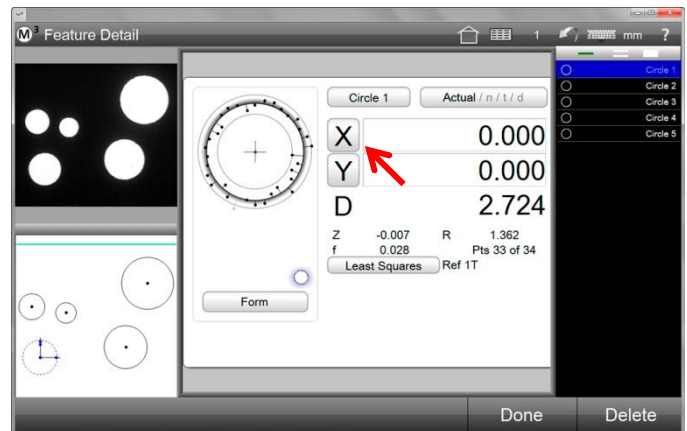 M³ Feature Detail 1 mm ?
Circle 1 Actual / n / t / d
X 0.000
Y 0.000
D 2.724
Z -0.007 R 1.362
f 0.028 Pts 33 of 34
Least Squares Ref 1T
Form
Circle 1
Circle 2
Circle 3
Circle 4
Circle 5
Done Delete